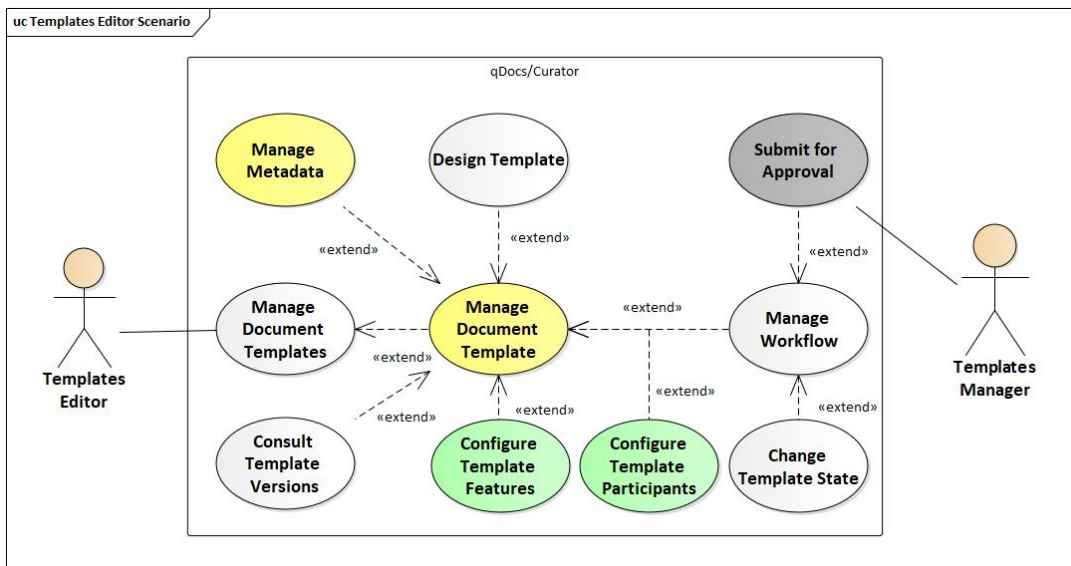 uc Templates Editor Scenario
qDocs/Curator
Manage
Metadata
Design Template
Submit for
Approval
«extend»
«extend»
«extend»
Manage
Document
Templates
Manage
Document
Template
«extend»
Manage
Workflow
Templates
Editor
Templates
Manager
«extend»
«extend»
«extend»
«extend»
«extend»
Consult
Template
Versions
Configure
Template
Features
Configure
Template
Participants
Change
Template State